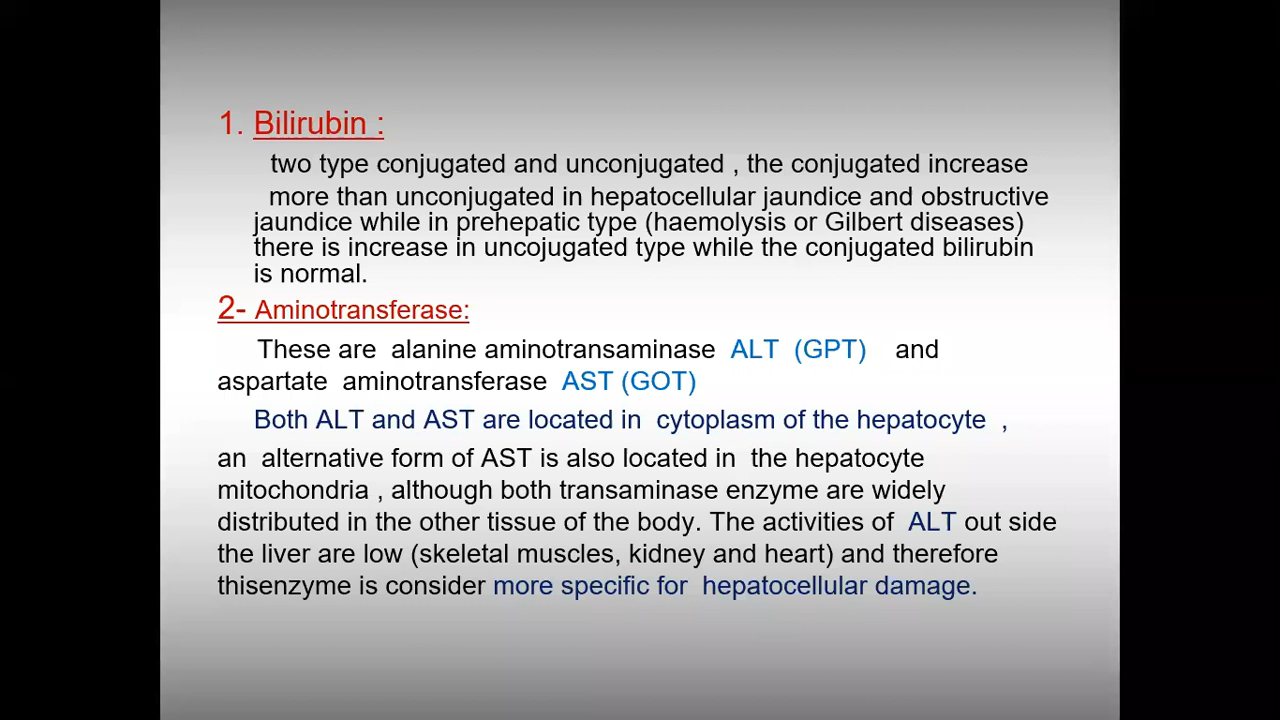 1. Bilirubin :
two type conjugated and unconjugated , the conjugated increase
more than unconjugated in hepatocellular jaundice and obstructive
jaundice while in prehepatic type (haemolysis or Gilbert diseases)
there is increase in uncojugated type while the conjugated bilirubin
is normal.
2- Aminotransferase:
These are alanine aminotransaminase ALT (GPT) and
aspartate aminotransferase AST (GOT)
Both ALT and AST are located in cytoplasm of the hepatocyte ,
an alternative form of AST is also located in the hepatocyte
mitochondria , although both transaminase enzyme are widely
distributed in the other tissue of the body. The activities of ALT out side
the liver are low (skeletal muscles, kidney and heart) and therefore
thisenzyme is consider more specific for hepatocellular damage.